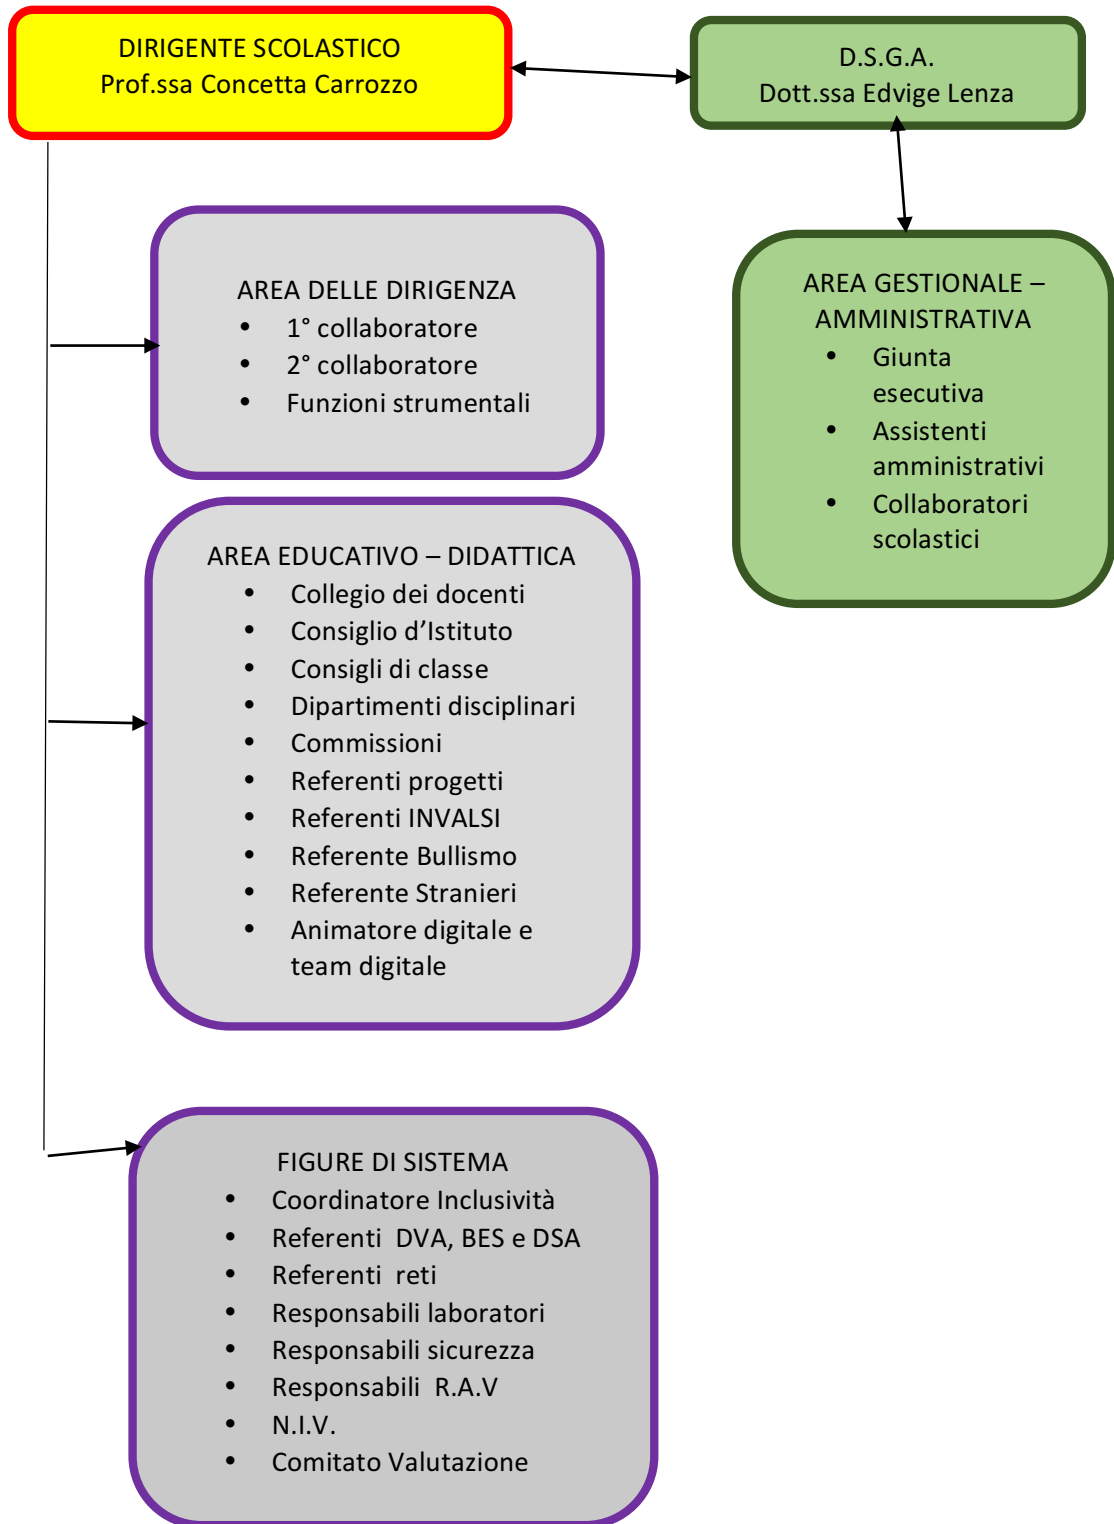 DIRIGENTE SCOLASTICO
Prof.ssa Concetta Carrozzo
D.S.G.A.
Dott.ssa Edvige Lenza
AREA DELLE DIRIGENZA
• 1° collaboratore
• 2° collaboratore
• Funzioni strumentali
AREA GESTIONALE –
AMMINISTRATIVA
• Giunta
esecutiva
• Assistenti
amministrativi
• Collaboratori
scolastici
AREA EDUCATIVO – DIDATTICA
• Collegio dei docenti
• Consiglio d’Istituto
• Consigli di classe
• Dipartimenti disciplinari
• Commissioni
• Referenti progetti
• Referenti INVALSI
• Referente Bullismo
• Referente Stranieri
• Animatore digitale e
team digitale
FIGURE DI SISTEMA
• Coordinatore Inclusività
• Referenti DVA, BES e DSA
• Referenti reti
• Responsabili laboratori
• Responsabili sicurezza
• Responsabili R.A.V
• N.I.V.
• Comitato Valutazione